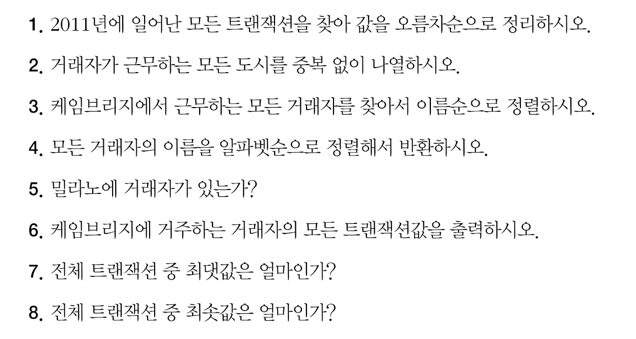 1. 2011년에 일어난 모든 트랜잭션을 찾아 값을 오름차순으로 정리하시오.
2. 거래자가 근무하는 모든 도시를 중복 없이 나열하시오.
3. 케임브리지에서 근무하는 모든 거래자를 찾아서 이름순으로 정렬하시오.
4. 모든 거래자의 이름을 알파벳순으로 정렬해서 반환하시오.
5. 밀라노에 거래자가 있는가?
6. 케임브리지에 거주하는 거래자의 모든 트랜잭션값을 출력하시오.
7. 전체 트랜잭션 중 최댓값은 얼마인가?
8. 전체 트랜잭션 중 최솟값은 얼마인가?